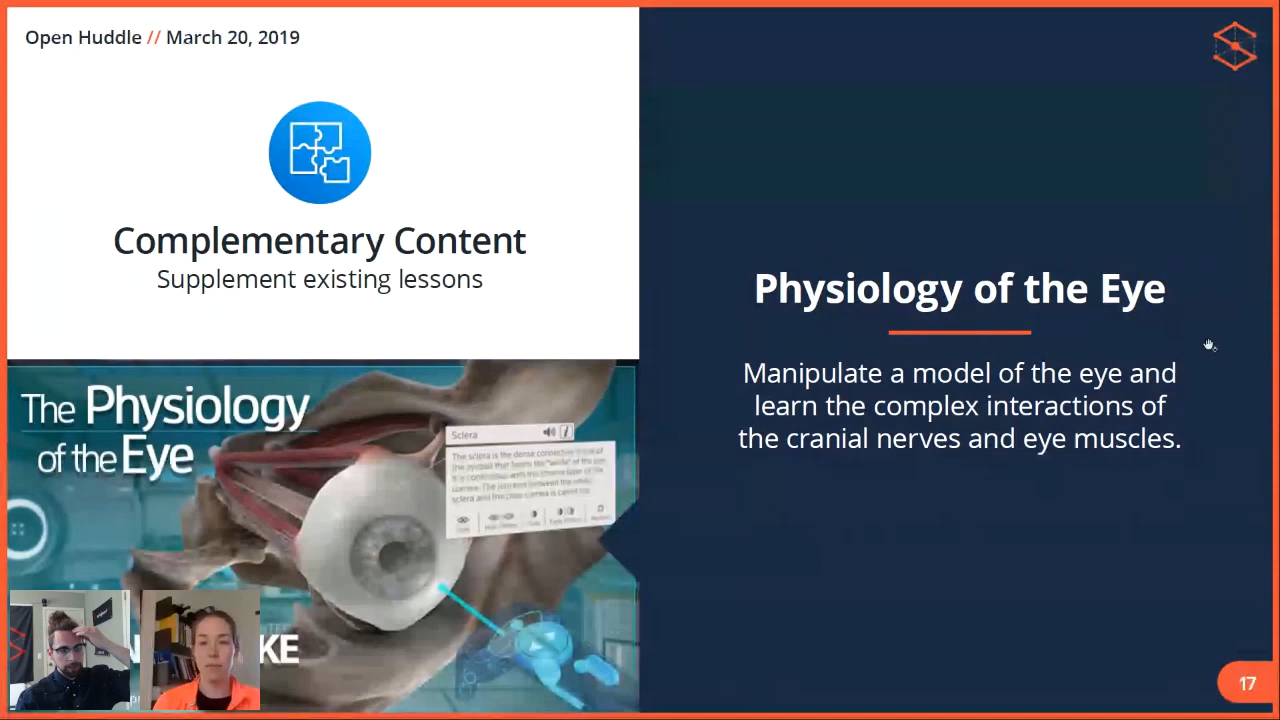 Open Huddle // March 20, 2019
Complementary Content
Supplement existing lessons
The Physiology
of the Eye
Sclera
KE
Physiology of the Eye
Manipulate a model of the eye and
learn the complex interactions of
the cranial nerves and eye muscles.
17